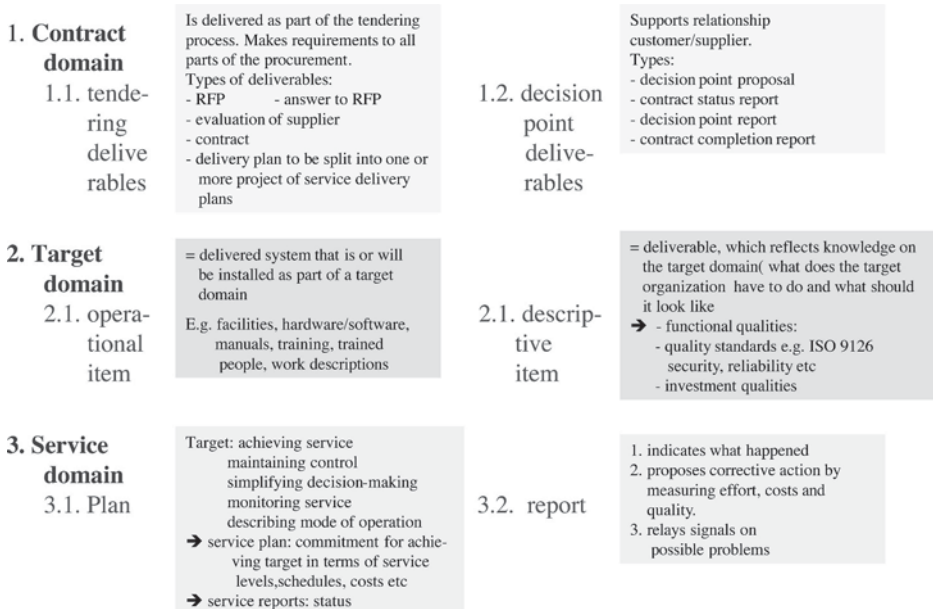 1. Contract
domain
1.1. tende-
ring
delive
rables
Is delivered as part of the tendering
process. Makes requirements to all
parts of the procurement.
Types of deliverables:
- RFP - answer to RFP
- evaluation of supplier
- contract
- delivery plan to be split into one or
more project of service delivery
plans
1.2. decision
point
delive-
rables
Supports relationship
customer/supplier.
Types:
- decision point proposal
- contract status report
- decision point report
- contract completion report
2. Target
domain
2.1. opera-
tional
item
= delivered system that is or will
be installed as part of a target
domain
E.g. facilities, hardware/software,
manuals, training, trained
people, work descriptions
2.1. descrip-
tive
item
= deliverable, which reflects knowledge on
the target domain( what does the target
organization have to do and what should
it look like
➔ - functional qualities:
- quality standards e.g. ISO 9126
security, reliability etc
- investment qualities
3. Service
domain
3.1. Plan
Target: achieving service
maintaining control
simplifying decision-making
monitoring service
describing mode of operation
➔ service plan: commitment for achie-
ving target in terms of service
levels,schedules, costs etc
➔ service reports: status
3.2. report
1. indicates what happened
2. proposes corrective action by
measuring effort, costs and
quality.
3. relays signals on
possible problems